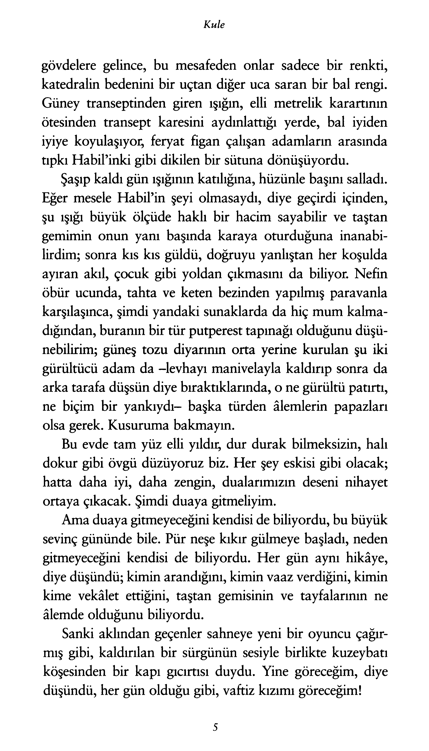 Kule
gövdelere gelince, bu mesafeden onlar sadece bir renkti,
katedralin bedenini bir uçtan diğer uca saran bir bal rengi.
Güney transeptinden giren ışığın, elli metrelik karartının
ötesinden transept karesini aydınlattığı yerde, bal iyiden
iyiye koyulaşıyor, feryat figan çalışan adamların arasında
tıpkı Habil’inki gibi dikilen bir sütuna dönüşüyordu.
Şaşıp kaldı gün ışığının katılığına, hüzünle başını salladı.
Eğer mesele Habil’in şeyi olmasaydı, diye geçirdi içinden,
şu ışığı büyük ölçüde haklı bir hacim sayabilir ve taştan
gemimin onun yanı başında karaya oturduğuna inanabi-
lirdim; sonra kıs kıs güldü, doğruyu yanlıştan her koşulda
ayıran akıl, çocuk gibi yoldan çıkmasını da biliyor. Nefin
öbür ucunda, tahta ve keten bezinden yapılmış paravanla
karşılaşınca, şimdi yandaki sunaklarda da hiç mum kalma-
dığından, buranın bir tür putperest tapınağı olduğunu düşü-
nebilirim; güneş tozu diyarının orta yerine kurulan şu iki
gürültücü adam da –levhayı manivelayla kaldırıp sonra da
arka tarafa düşsün diye bıraktıklarında, o ne gürültü patırtı,
ne biçim bir yankıydı– başka türden âlemlerin papazları
olsa gerek. Kusuruma bakmayın.
Bu evde tam yüz elli yıldır, dur durak bilmeksizin, halı
dokur gibi övgü düzüyoruz biz. Her şey eskisi gibi olacak;
hatta daha iyi, daha zengin, dualarımızın deseni nihayet
ortaya çıkacak. Şimdi duaya gitmeliyim.
Ama duaya gitmeyeceğini kendisi de biliyordu, bu büyük
sevinç gününde bile. Pür neşe kıkır gülmeye başladı, neden
gitmeyeceğini kendisi de biliyordu. Her gün aynı hikâye,
diye düşündü; kimin arandığını, kimin vaaz verdiğini, kimin
kime vekâlet ettiğini, taştan gemisinin ve tayfalarının ne
âlemde olduğunu biliyordu.
Sanki aklından geçenler sahneye yeni bir oyuncu çağır-
mış gibi, kaldırılan bir sürgünün sesiyle birlikte kuzeybatı
köşesinden bir kapı gıcırtısı duydu. Yine göreceğim, diye
düşündü, her gün olduğu gibi, vaftiz kızımı göreceğim!
5